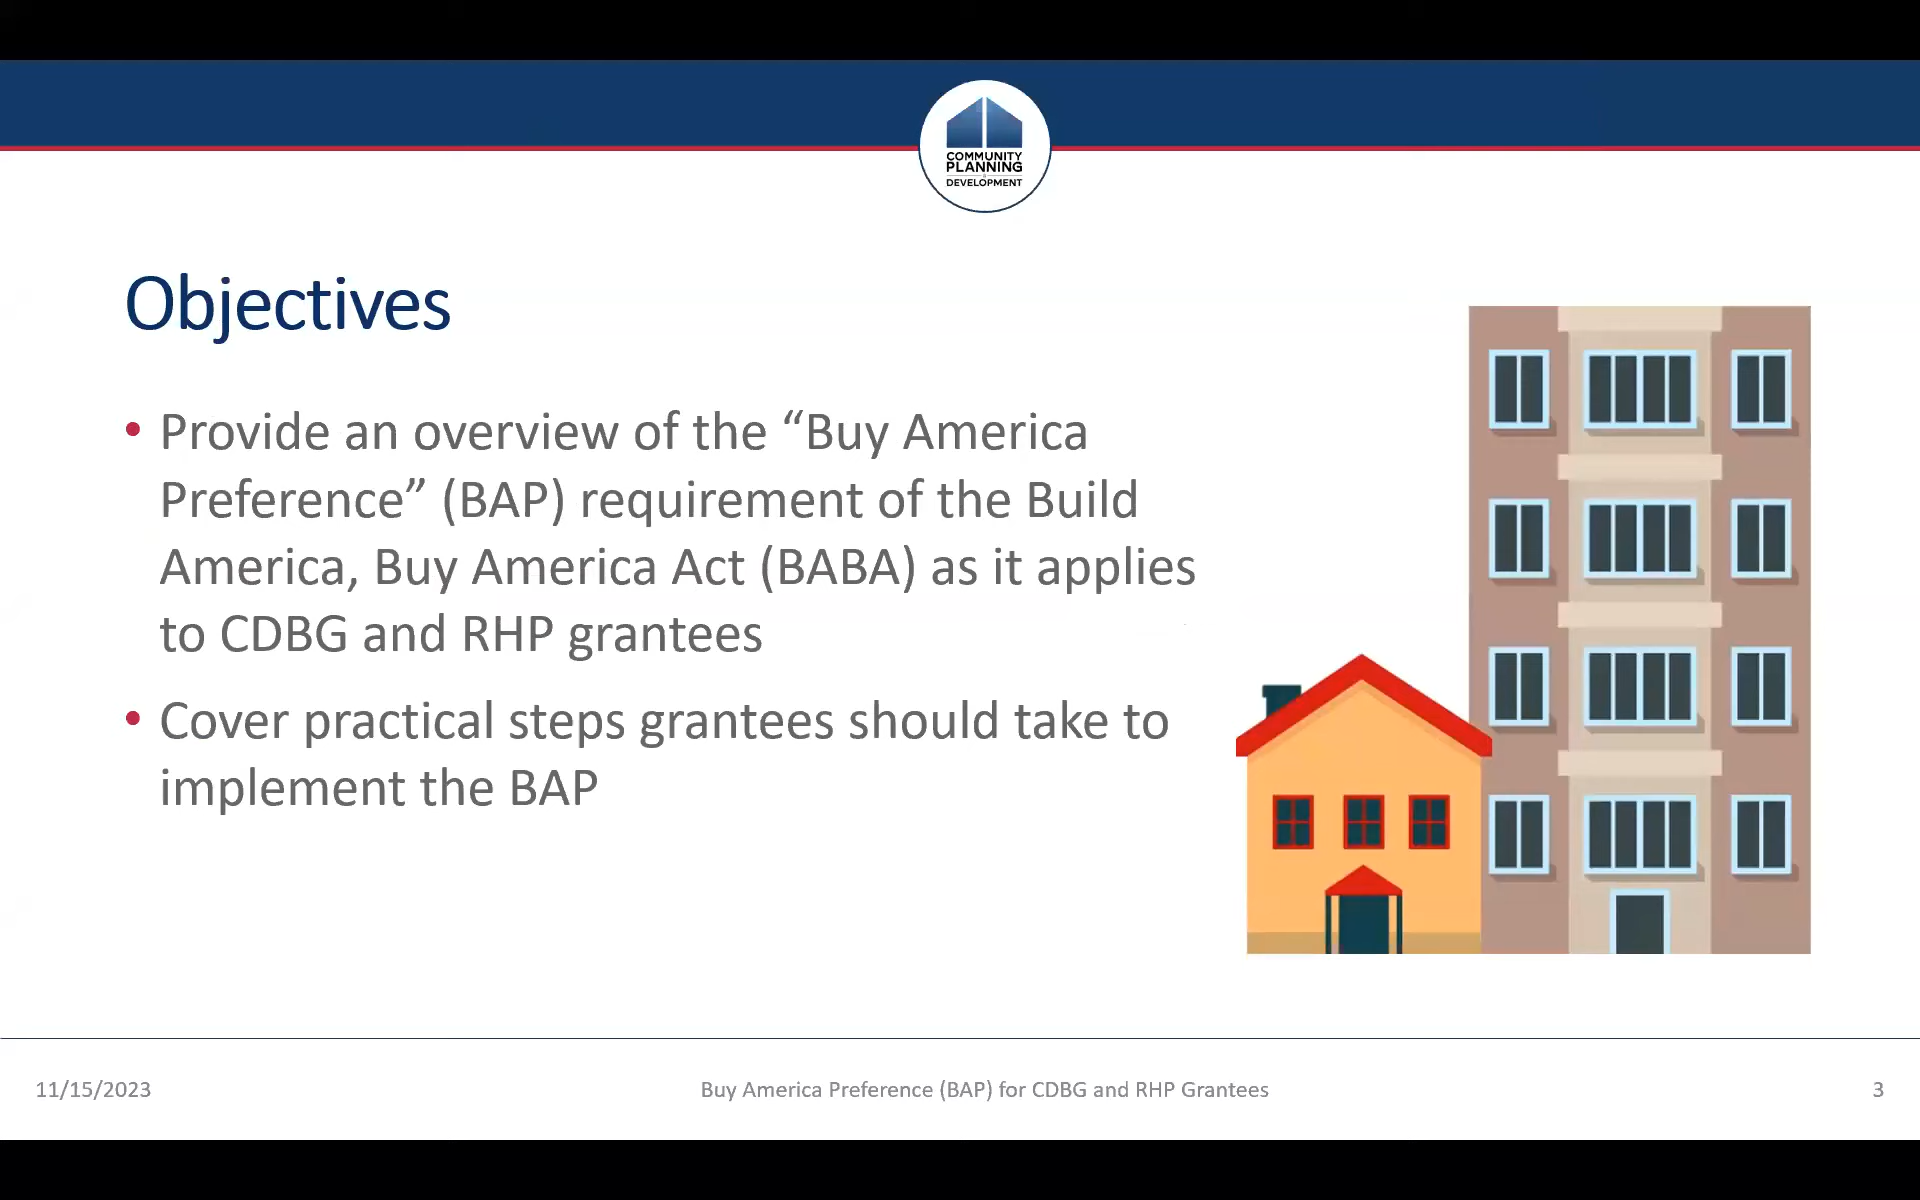 COMMUNITY
PLANNING
DEVELOPMENT
Objectives
• Provide an overview of the “Buy America
Preference” (BAP) requirement of the Build
America, Buy America Act (BABA) as it applies
to CDBG and RHP grantees
• Cover practical steps grantees should take to
implement the BAP
11/15/2023
Buy America Preference (BAP) for CDBG and RHP Grantees
3